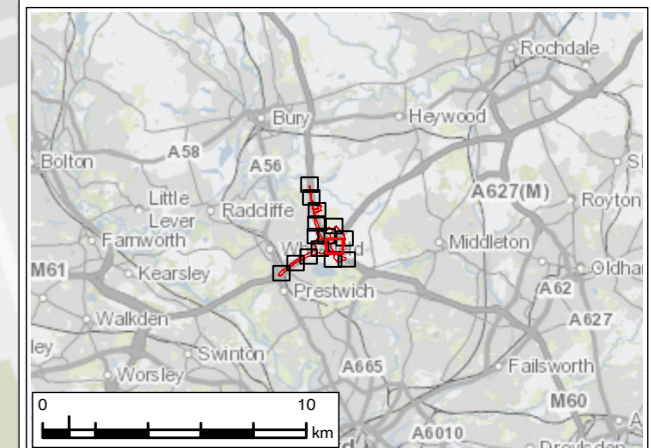 Rochdale
Bury
Heywood
A58
Bolton
A56
A627(M)
Little
Lever
Radcliffe
Royton
Farnworth
Middleton
M61
Kearsley
A62
Prestwich
Walkden
A627
Swinton
A665
Failsworth
Worsley
M60
0
10
km
A6010